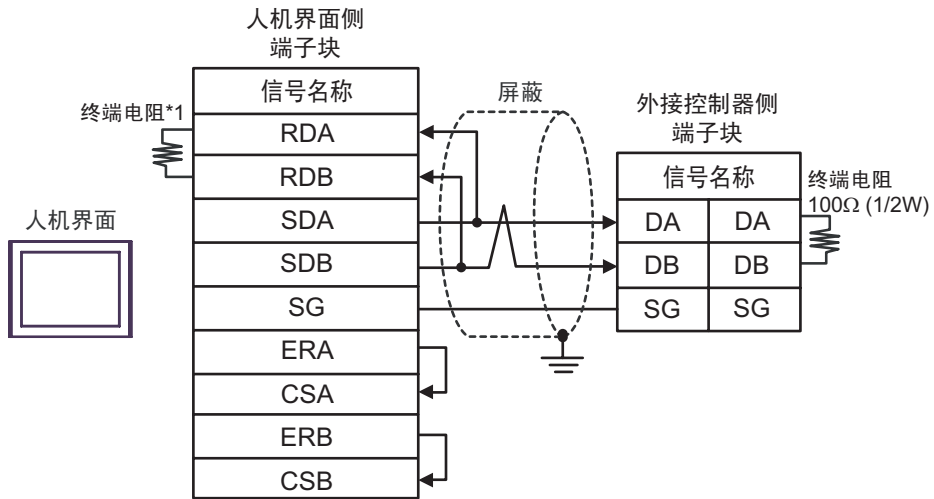 人机界面侧
端子块
信号名称
屏蔽
外接控制器侧
端子块
终端电阻*1
RDA
RDB
SDA
SDB
SG
ERA
CSA
ERB
CSB
人机界面
信号名称
终端电阻
100Ω (1/2W)
DA DA
DB DB
SG SG